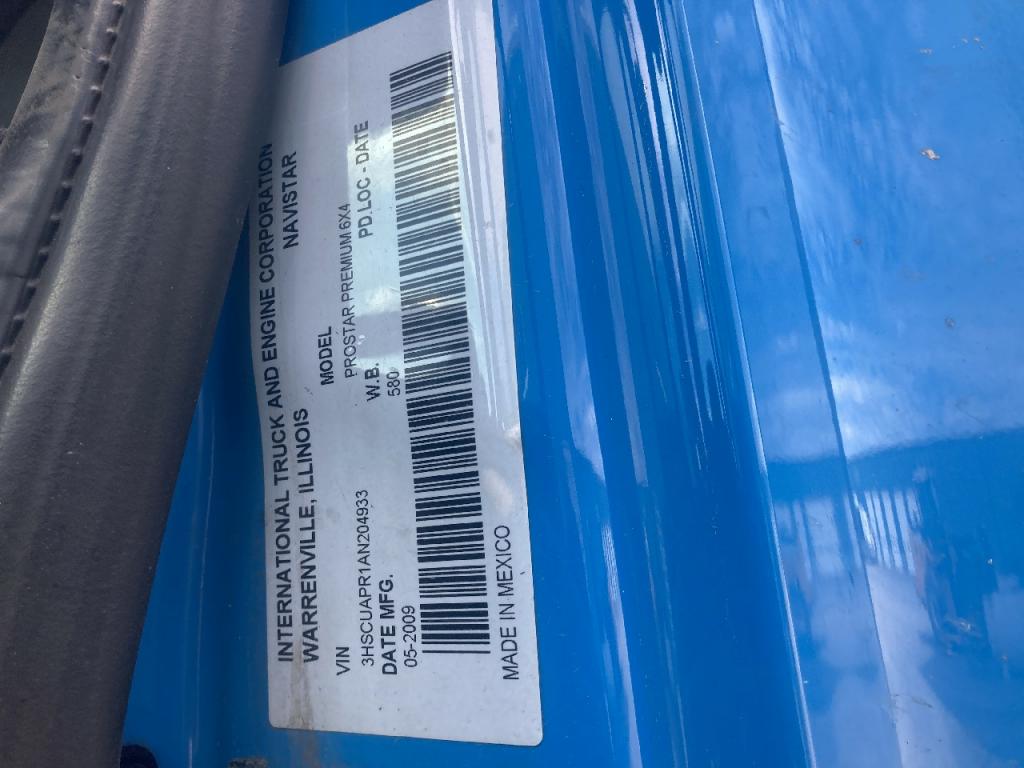 INTERNATIONAL TRUCK AND ENGINE CORPORATION
WARRENVILLE, ILLINOIS NAVISTAR
VIN MODEL
3HSCUAPR1AN204933 PROSTAR PREMIUM 6X4
DATE MFG. W.B. PD.LOC - DATE
05-2009 580
MADE IN MEXICO